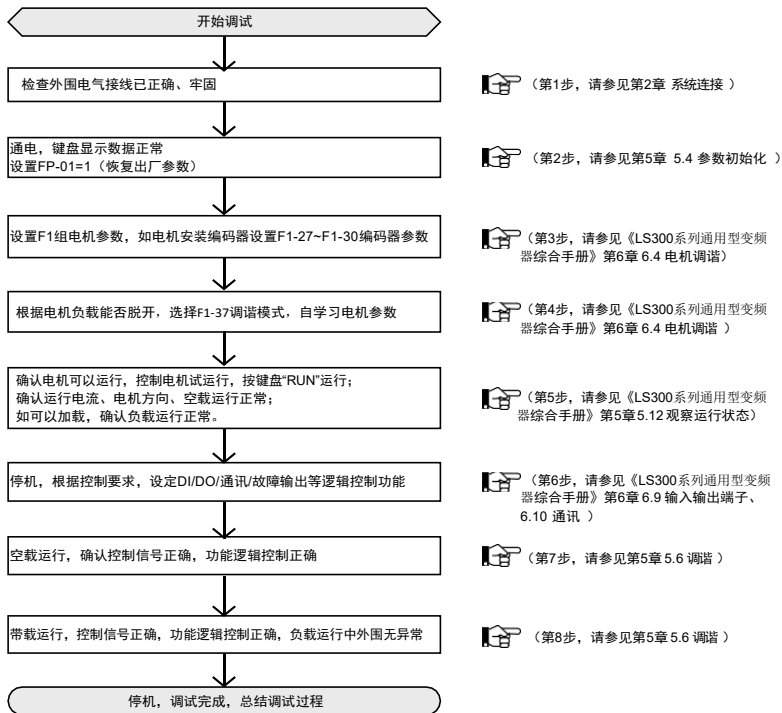 开始调试
检查外围电气接线已正确、牢固
（第1步，请参见第2章 系统连接 ）
通电，键盘显示数据正常
设置FP-01=1（恢复出厂参数）
（第2步，请参见第5章 5.4 参数初始化 ）
设置F1组电机参数，如电机安装编码器设置F1-27~F1-30编码器参数
（第3步，请参见《LS300系列通用型变频
器综合手册》第6章 6.4 电机调谐）
根据电机负载能否脱开，选择F1-37调谐模式，自学习电机参数
（第4步，请参见《LS300系列通用型变频
器综合手册》第6章 6.4 电机调谐 ）
确认电机可以运行，控制电机试运行，按键盘“RUN”运行；
确认运行电流、电机方向、空载运行正常；
如可以加载，确认负载运行正常。
（第5步，请参见《LS300系列通用型变频
器综合手册》第5章5.12 观察运行状态）
停机，根据控制要求，设定DI/DO/通讯/故障输出等逻辑控制功能
（第6步，请参见《LS300系列通用型变频
器综合手册》第6章 6.9 输入输出端子、
6.10 通讯 ）
空载运行，确认控制信号正确，功能逻辑控制正确
（第7步，请参见第5章 5.6 调谐 ）
带载运行，控制信号正确，功能逻辑控制正确，负载运行中外围无异常
（第8步，请参见第5章 5.6 调谐 ）
停机，调试完成，总结调试过程